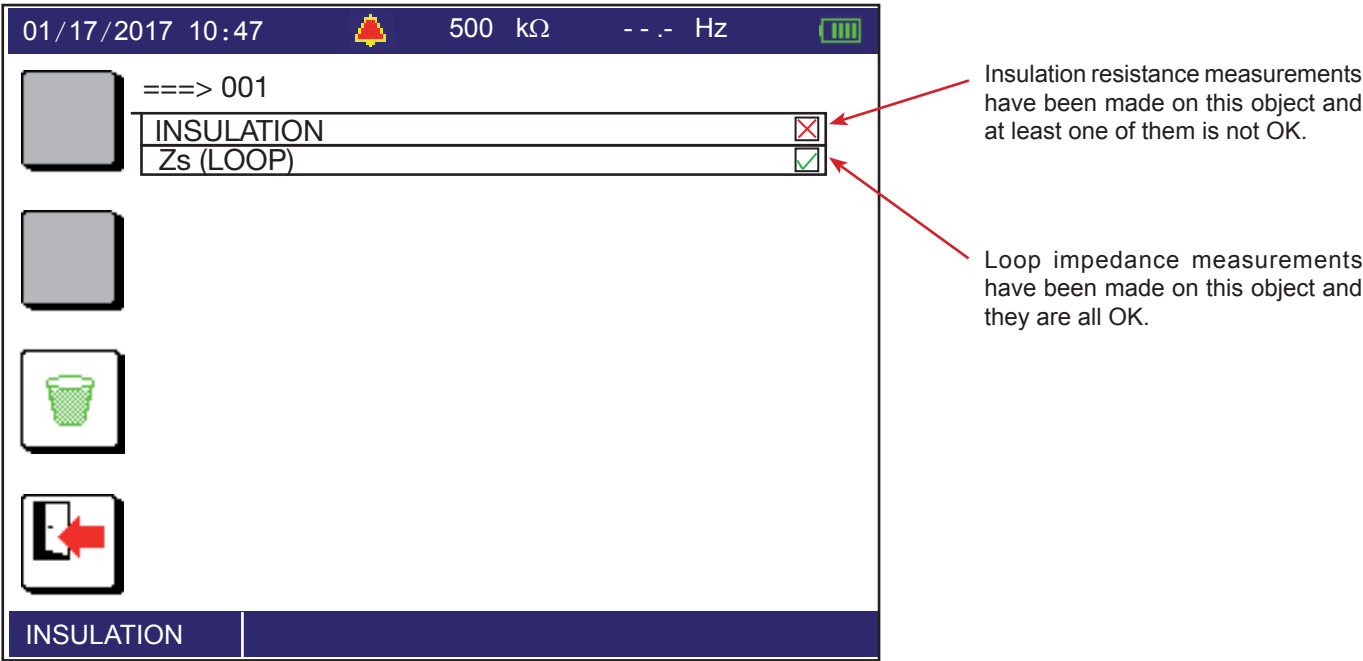 01/17/2017 10:47 500 kΩ - - .- Hz
===> 001
INSULATION
Zs (LOOP)
INSULATION
Insulation resistance measurements
have been made on this object and
at least one of them is not OK.
Loop impedance measurements
have been made on this object and
they are all OK.